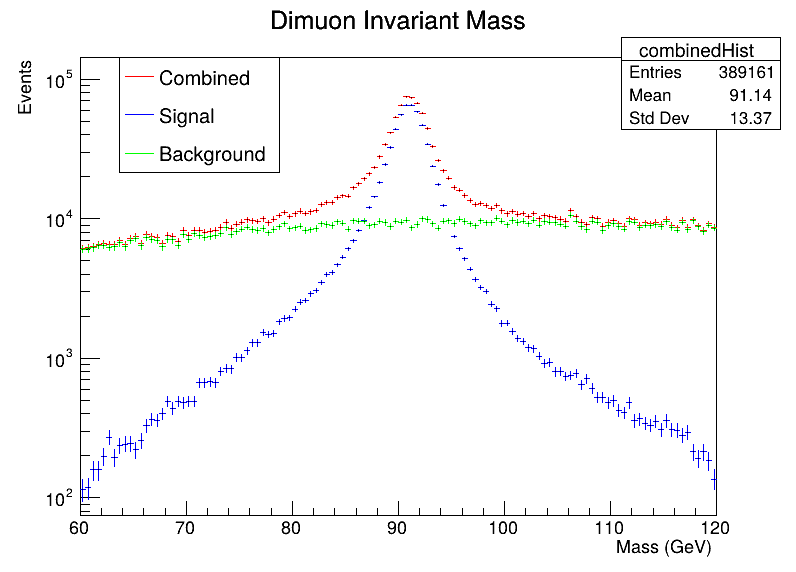 Dimuon Invariant Mass
combinedHist
Entries 389161
Mean 91.14
Std Dev 13.37
Events
Combined
Signal
Background
10^5
10^4
10^3
10^2
60 70 80 90 100 110 120
Mass (GeV)